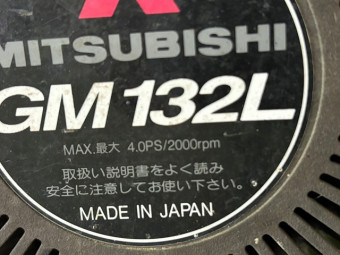 MITSUBISHI
GM 132L
MAX.最大 4.0PS/2000rpm
取扱い説明書をよく読み
安全に注意してお使い下さい。
MADE IN JAPAN